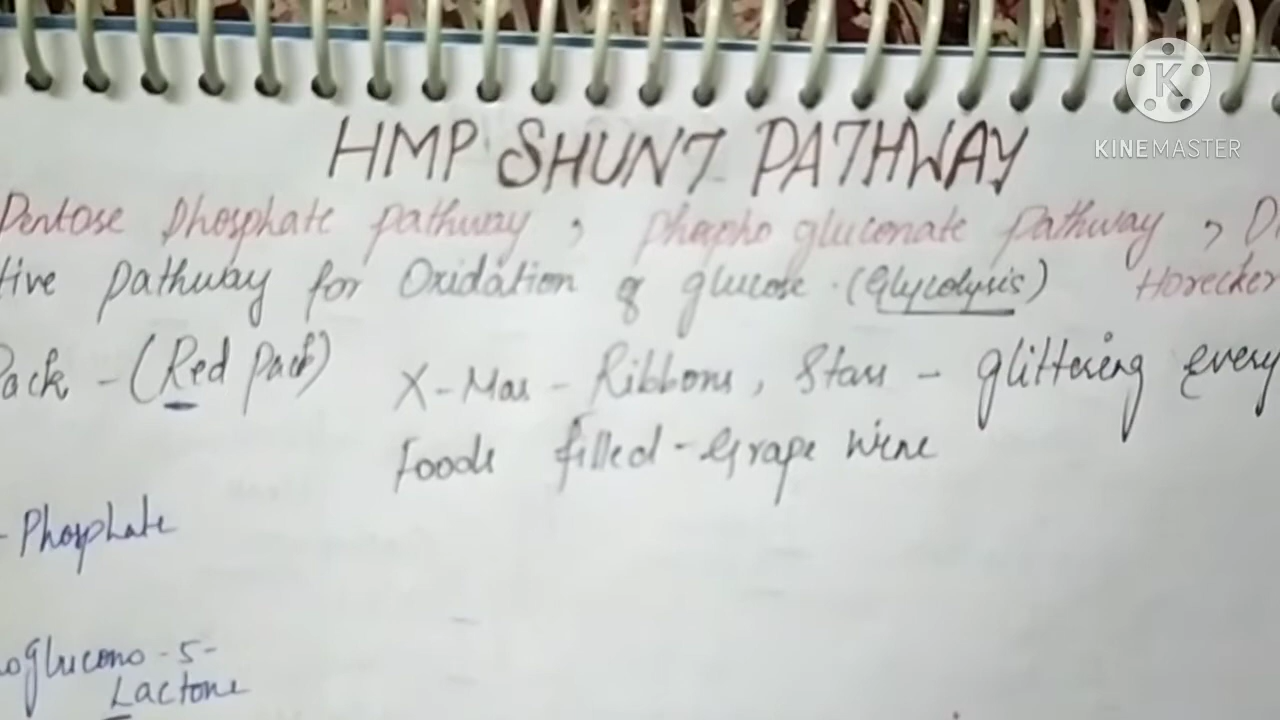 HMP SHUNT PATHWAY
KINEMASTER
Pentose Phosphate pathway, Phospho gluconate Pathway, Di
tive pathway for Oxidation of glucose. (Glycolysis) Horecker
Pack - (Red Pack) X-Mas - Ribbons, Stars - glittering every
Foods filled - Grape Wine
- Phosphate
oglucono-5-
Lactone